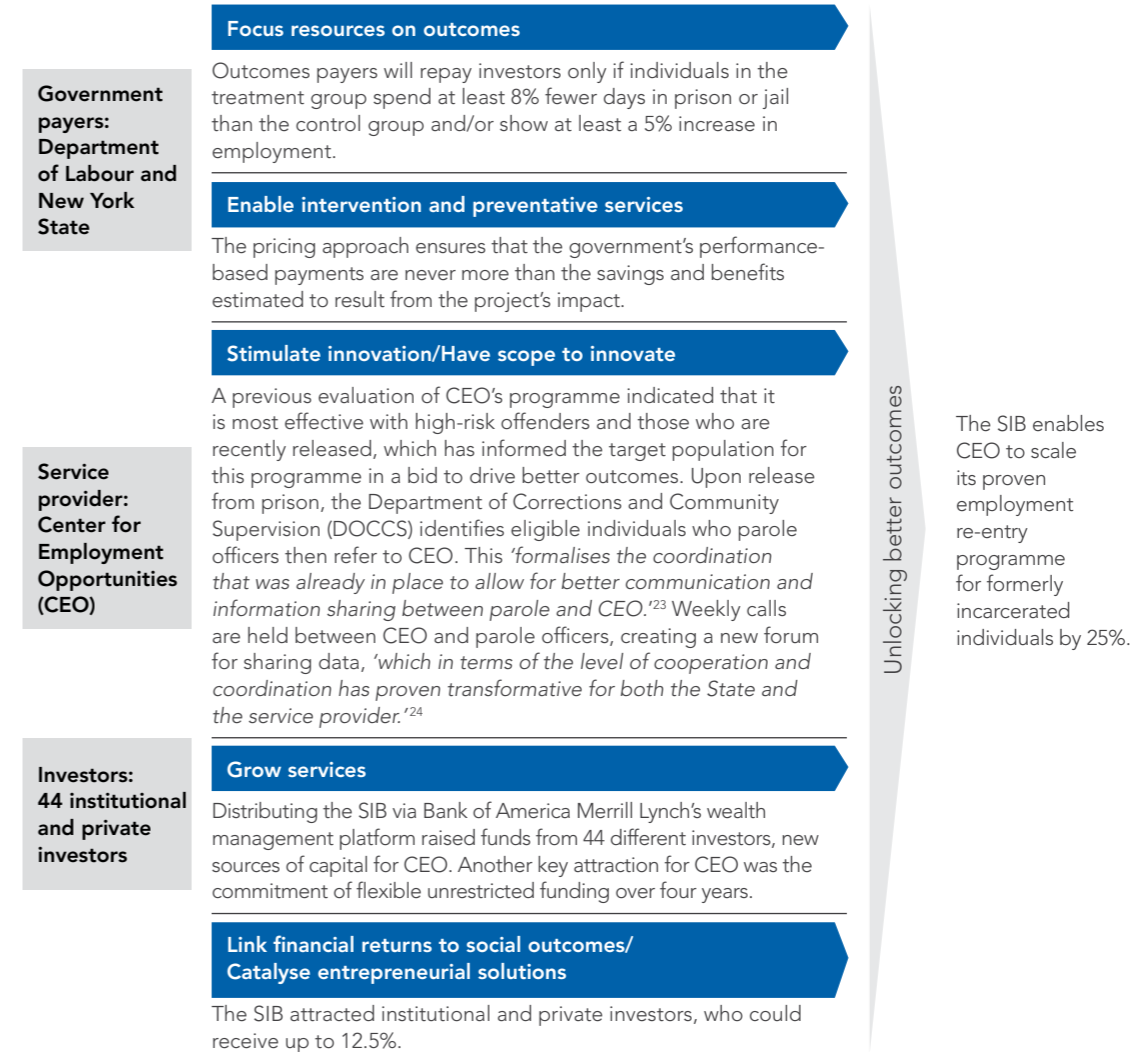 Government
payers:
Department
of Labour and
New York
State
Focus resources on outcomes
Outcomes payers will repay investors only if individuals in the
treatment group spend at least 8% fewer days in prison or jail
than the control group and/or show at least a 5% increase in
employment.
Enable intervention and preventative services
The pricing approach ensures that the government’s performance-
based payments are never more than the savings and benefits
estimated to result from the project’s impact.
Service
provider:
Center for
Employment
Opportunities
(CEO)
Stimulate innovation/Have scope to innovate
A previous evaluation of CEO’s programme indicated that it
is most effective with high-risk offenders and those who are
recently released, which has informed the target population for
this programme in a bid to drive better outcomes. Upon release
from prison, the Department of Corrections and Community
Supervision (DOCCS) identifies eligible individuals who parole
officers then refer to CEO. This ‘formalises the coordination
that was already in place to allow for better communication and
information sharing between parole and CEO.’23 Weekly calls
are held between CEO and parole officers, creating a new forum
for sharing data, ‘which in terms of the level of cooperation and
coordination has proven transformative for both the State and
the service provider.’24
Investors:
44 institutional
and private
investors
Grow services
Distributing the SIB via Bank of America Merrill Lynch’s wealth
management platform raised funds from 44 different investors, new
sources of capital for CEO. Another key attraction for CEO was the
commitment of flexible unrestricted funding over four years.
Link financial returns to social outcomes/
Catalyse entrepreneurial solutions
The SIB attracted institutional and private investors, who could
receive up to 12.5%.
Unlocking better outcomes
The SIB enables
CEO to scale
its proven
employment
re-entry
programme
for formerly
incarcerated
individuals by 25%.